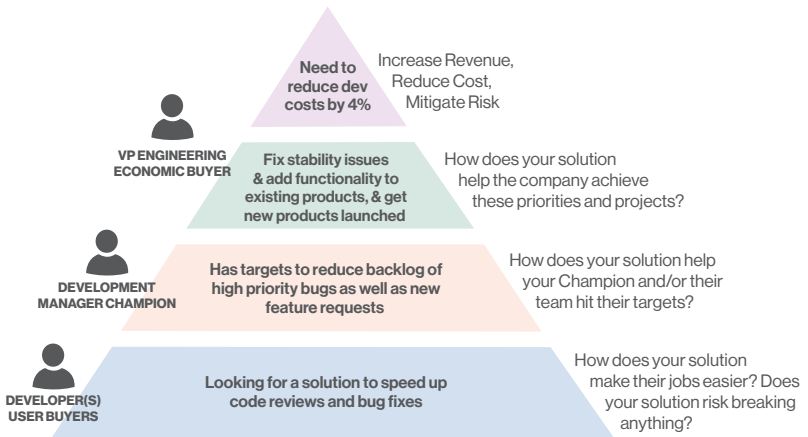 Need to
reduce dev
costs by 4%
Increase Revenue,
Reduce Cost,
Mitigate Risk
VP ENGINEERING
ECONOMIC BUYER
Fix stability issues
& add functionality to
existing products, & get
new products launched
How does your solution
help the company achieve
these priorities and projects?
DEVELOPMENT
MANAGER CHAMPION
Has targets to reduce backlog of
high priority bugs as well as new
feature requests
How does your solution help
your Champion and/or their
team hit their targets?
DEVELOPER(S)
USER BUYERS
Looking for a solution to speed up
code reviews and bug fixes
How does your solution
make their jobs easier? Does
your solution risk breaking
anything?